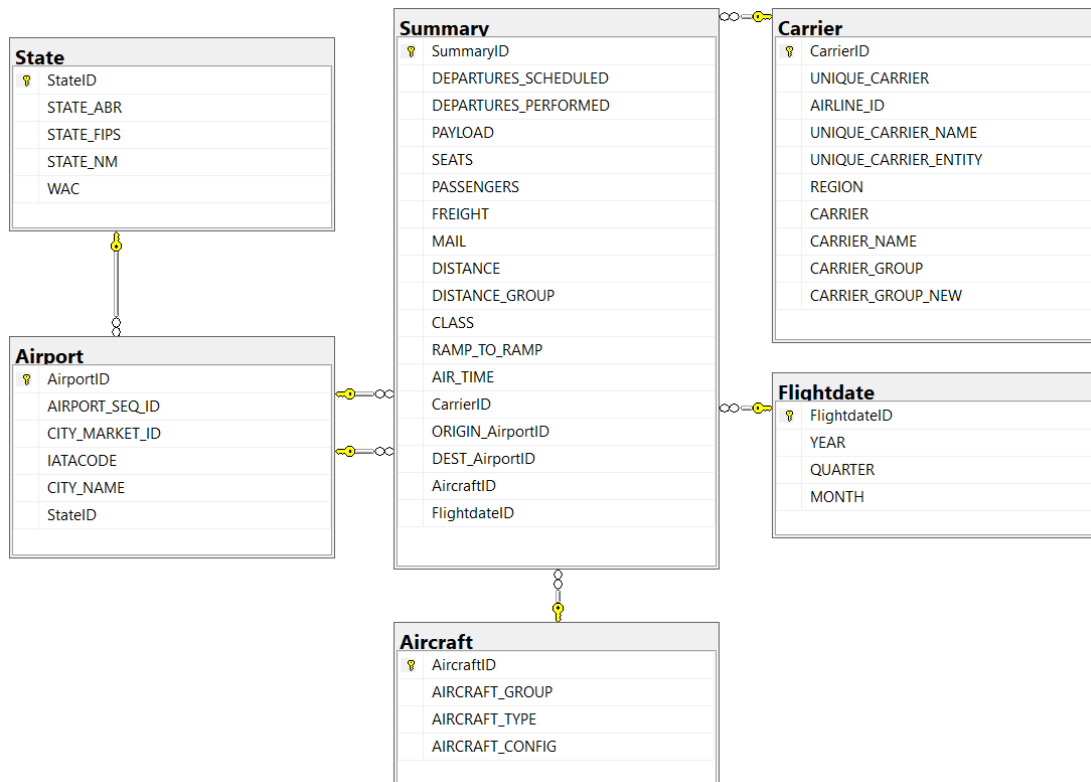 State
StateID
STATE_ABR
STATE_FIPS
STATE_NM
WAC
Airport
AirportID
AIRPORT_SEQ_ID
CITY_MARKET_ID
IATACODE
CITY_NAME
StateID
Summary
SummaryID
DEPARTURES_SCHEDULED
DEPARTURES_PERFORMED
PAYLOAD
SEATS
PASSENGERS
FREIGHT
MAIL
DISTANCE
DISTANCE_GROUP
CLASS
RAMP_TO_RAMP
AIR_TIME
CarrierID
ORIGIN_AirportID
DEST_AirportID
AircraftID
FlightdateID
Aircraft
AircraftID
AIRCRAFT_GROUP
AIRCRAFT_TYPE
AIRCRAFT_CONFIG
Carrier
CarrierID
UNIQUE_CARRIER
AIRLINE_ID
UNIQUE_CARRIER_NAME
UNIQUE_CARRIER_ENTITY
REGION
CARRIER
CARRIER_NAME
CARRIER_GROUP
CARRIER_GROUP_NEW
Flightdate
FlightdateID
YEAR
QUARTER
MONTH